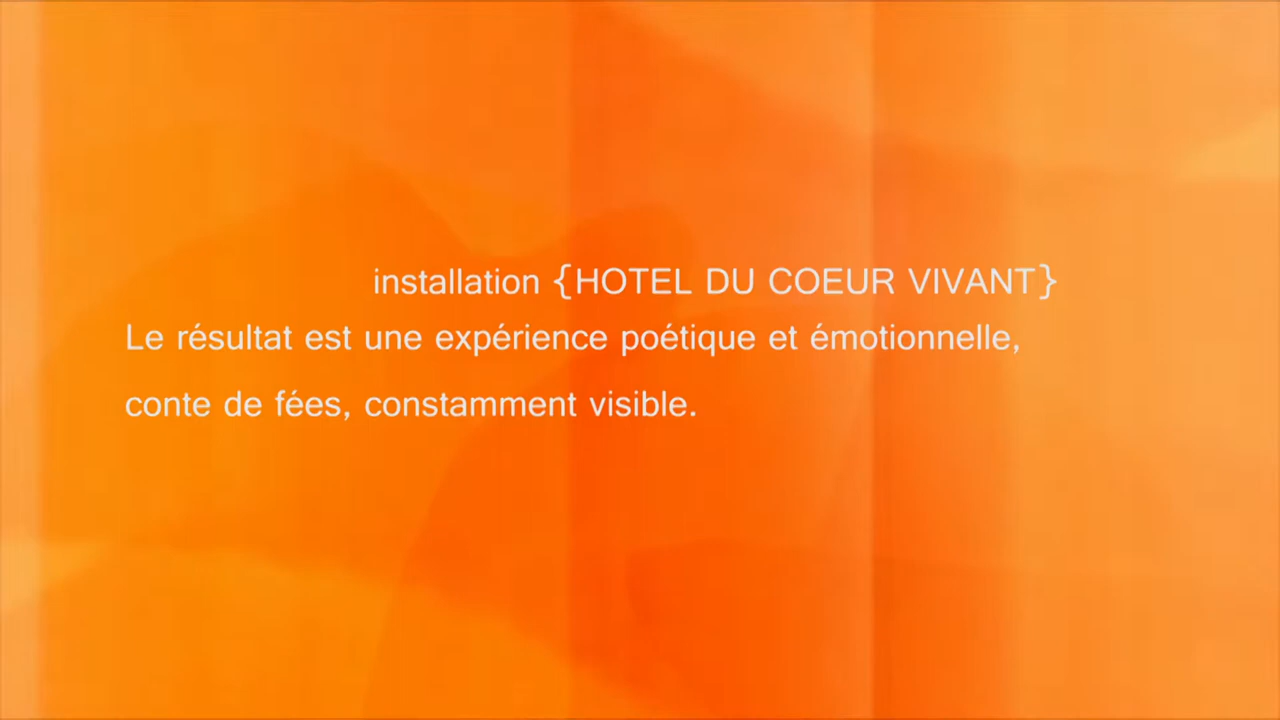 installation {HOTEL DU COEUR VIVANT}
Le résultat est une expérience poétique et émotionnelle,
conte de fées, constamment visible.